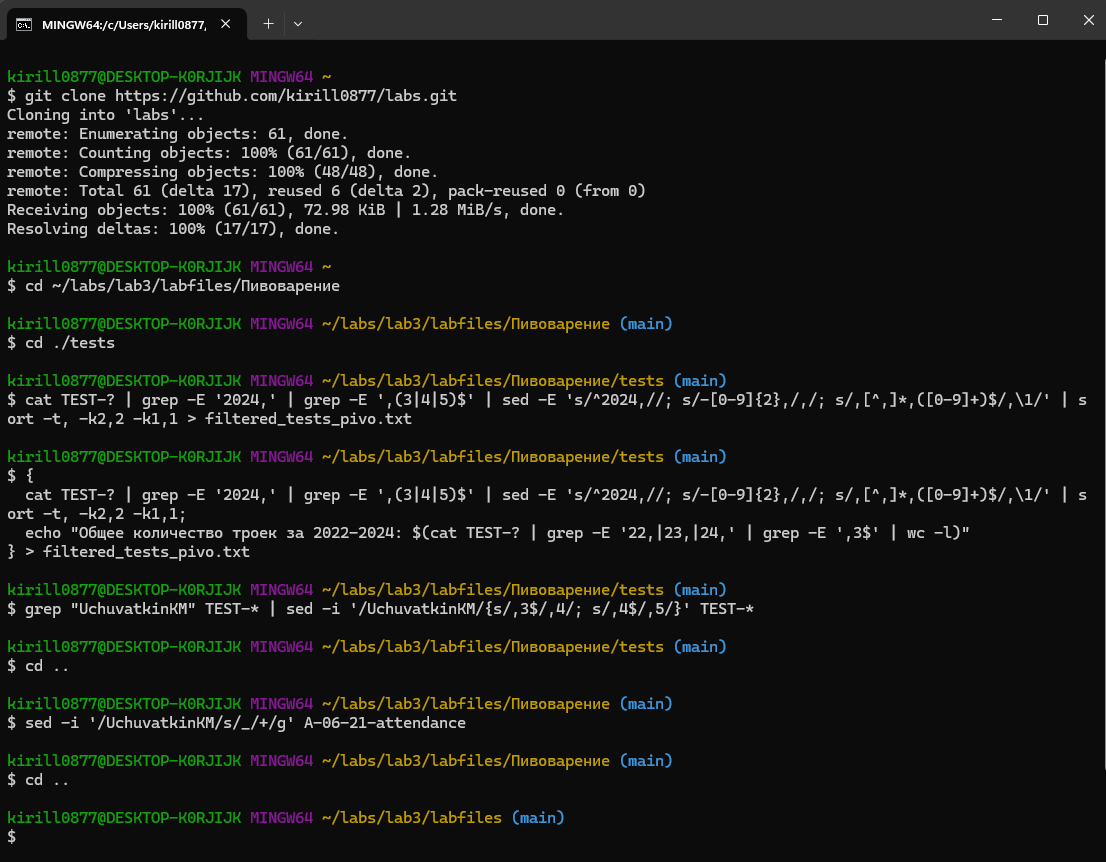 MINGW64:/c/Users/kirill0877,
kirill0877@DESKTOP-K0RJIJK MINGW64 ~
$ git clone https://github.com/kirill0877/labs.git
Cloning into 'labs'...
remote: Enumerating objects: 61, done.
remote: Counting objects: 100% (61/61), done.
remote: Compressing objects: 100% (48/48), done.
remote: Total 61 (delta 17), reused 6 (delta 2), pack-reused 0 (from 0)
Receiving objects: 100% (61/61), 72.98 KiB | 1.28 MiB/s, done.
Resolving deltas: 100% (17/17), done.
kirill0877@DESKTOP-K0RJIJK MINGW64 ~
$ cd ~/labs/lab3/labfiles/Пивоварение
kirill0877@DESKTOP-K0RJIJK MINGW64 ~/labs/lab3/labfiles/Пивоварение (main)
$ cd ./tests
kirill0877@DESKTOP-K0RJIJK MINGW64 ~/labs/lab3/labfiles/Пивоварение/tests (main)
$ cat TEST-? | grep -E '2024,' | grep -E ',(3|4|5)$' | sed -E 's/^2024,//; s/-[0-9]{2},/,/; s/,[^,]*,([0-9]+)$/,\1/' | s
ort -t, -k2,2 -k1,1 > filtered_tests_pivo.txt
kirill0877@DESKTOP-K0RJIJK MINGW64 ~/labs/lab3/labfiles/Пивоварение/tests (main)
$ {
  cat TEST-? | grep -E '2024,' | grep -E ',(3|4|5)$' | sed -E 's/^2024,//; s/-[0-9]{2},/,/; s/,[^,]*,([0-9]+)$/,\1/' | s
ort -t, -k2,2 -k1,1;
  echo "Общее количество троек за 2022-2024: $(cat TEST-? | grep -E '22,|23,|24,' | grep -E ',3$' | wc -l)"
} > filtered_tests_pivo.txt
kirill0877@DESKTOP-K0RJIJK MINGW64 ~/labs/lab3/labfiles/Пивоварение/tests (main)
$ grep "UchuvatkinKM" TEST-* | sed -i '/UchuvatkinKM/{s/,3$/,4/; s/,4$/,5/}' TEST-*
kirill0877@DESKTOP-K0RJIJK MINGW64 ~/labs/lab3/labfiles/Пивоварение/tests (main)
$ cd ..
kirill0877@DESKTOP-K0RJIJK MINGW64 ~/labs/lab3/labfiles/Пивоварение (main)
$ sed -i '/UchuvatkinKM/s/_/+/g' A-06-21-attendance
kirill0877@DESKTOP-K0RJIJK MINGW64 ~/labs/lab3/labfiles/Пивоварение (main)
$ cd ..
kirill0877@DESKTOP-K0RJIJK MINGW64 ~/labs/lab3/labfiles (main)
$